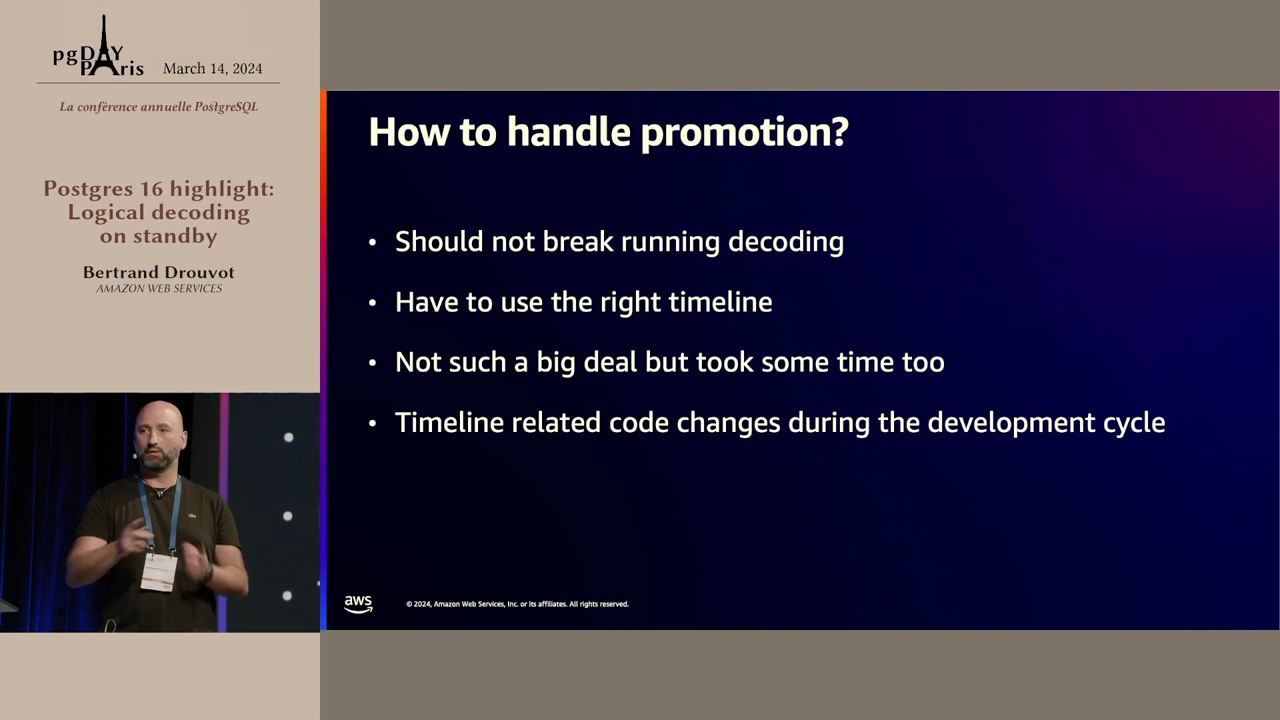 pgDAY
PAris
March 14, 2024
La conférence annuelle PostgreSQL
Postgres 16 highlight:
Logical decoding
on standby
Bertrand Drouvot
AMAZON WEB SERVICES
How to handle promotion?
• Should not break running decoding
• Have to use the right timeline
• Not such a big deal but took some time too
• Timeline related code changes during the development cycle
aws
© 2024, Amazon Web Services, Inc. or its affiliates. All rights reserved.